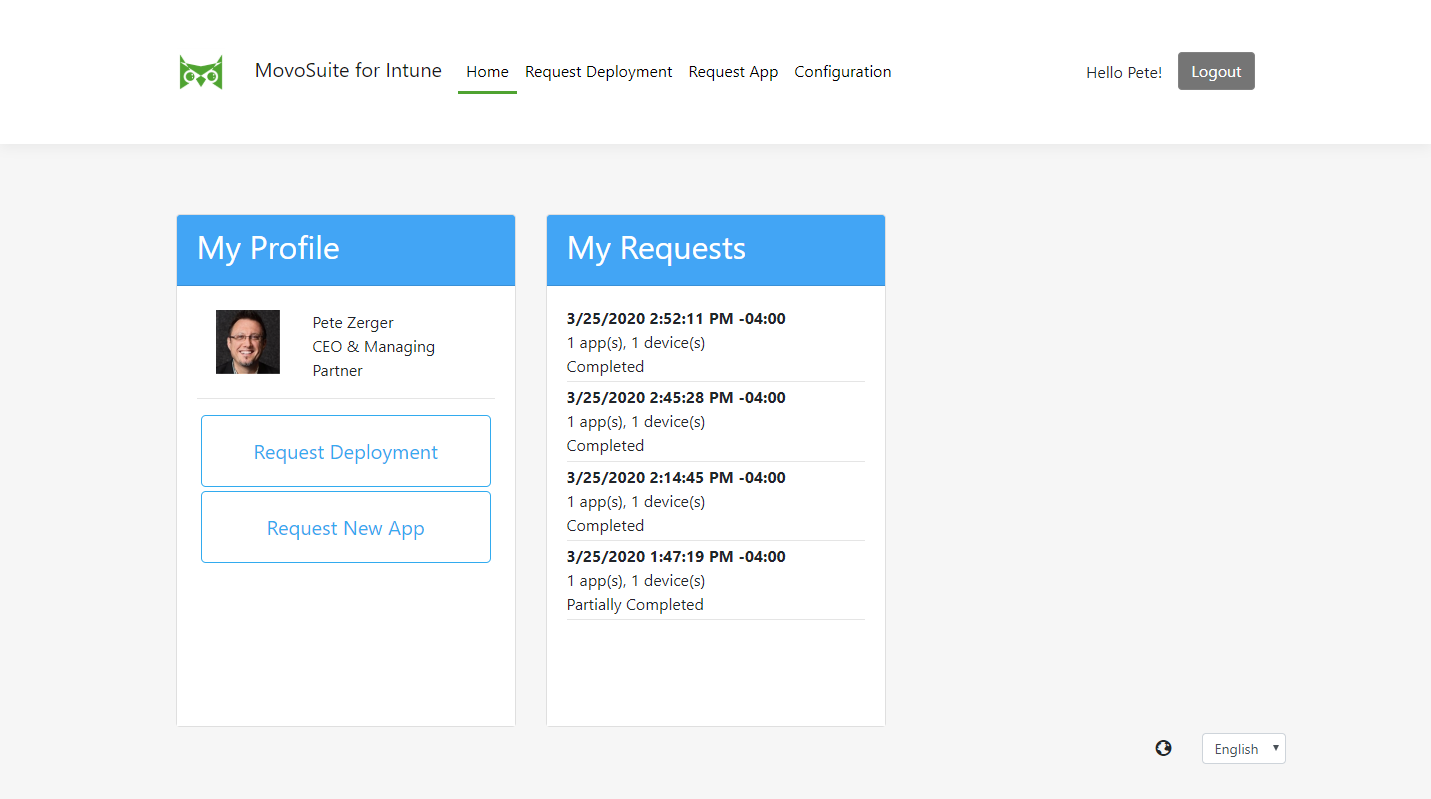 MovoSuite for Intune
Home
Request Deployment
Request App
Configuration
Hello Pete!
Logout
My Profile
Pete Zerger
CEO & Managing
Partner
Request Deployment
Request New App
My Requests
3/25/2020 2:52:11 PM -04:00
1 app(s), 1 device(s)
Completed
3/25/2020 2:45:28 PM -04:00
1 app(s), 1 device(s)
Completed
3/25/2020 2:14:45 PM -04:00
1 app(s), 1 device(s)
Completed
3/25/2020 1:47:19 PM -04:00
1 app(s), 1 device(s)
Partially Completed
English